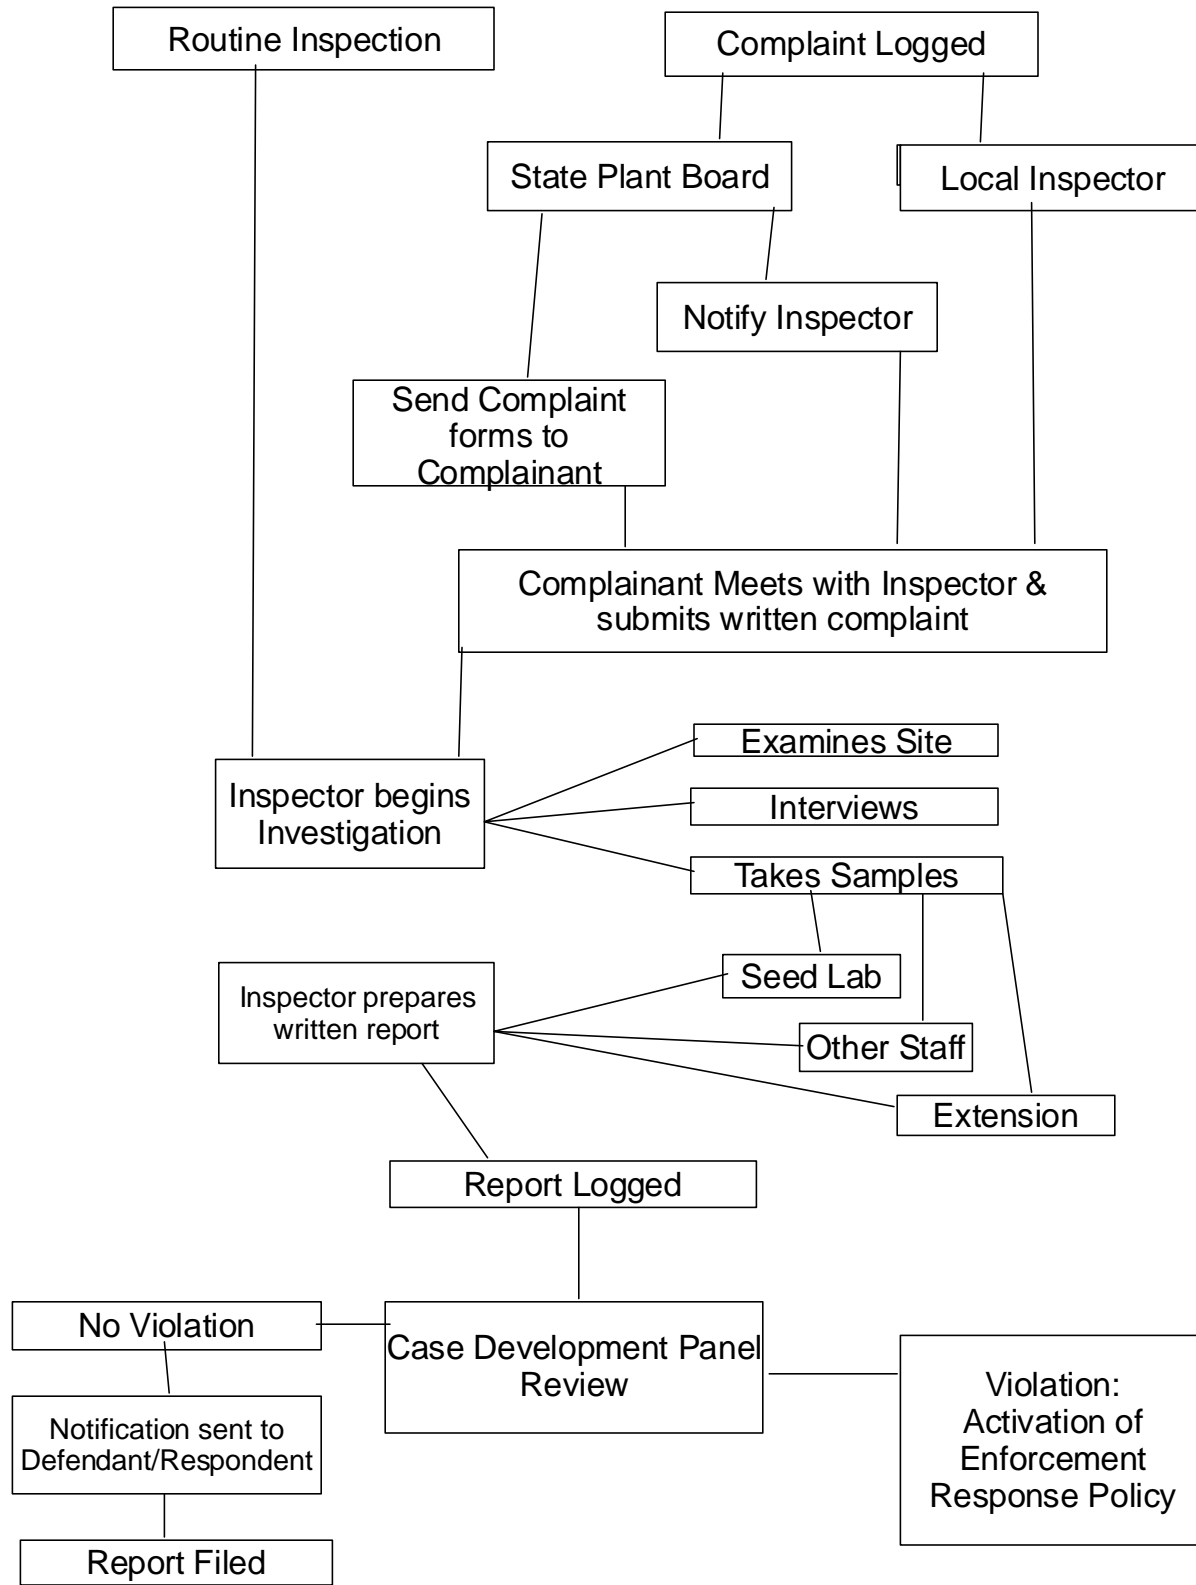 Routine Inspection
Complaint Logged
State Plant Board
Local Inspector
Notify Inspector
Send Complaint
forms to
Complainant
Complainant Meets with Inspector &
submits written complaint
Examines Site
Inspector begins
Investigation
Interviews
Takes Samples
Seed Lab
Inspector prepares
written report
Other Staff
Extension
Report Logged
No Violation
Case Development Panel
Review
Violation:
Activation of
Enforcement
Response Policy
Notification sent to
Defendant/Respondent
Report Filed